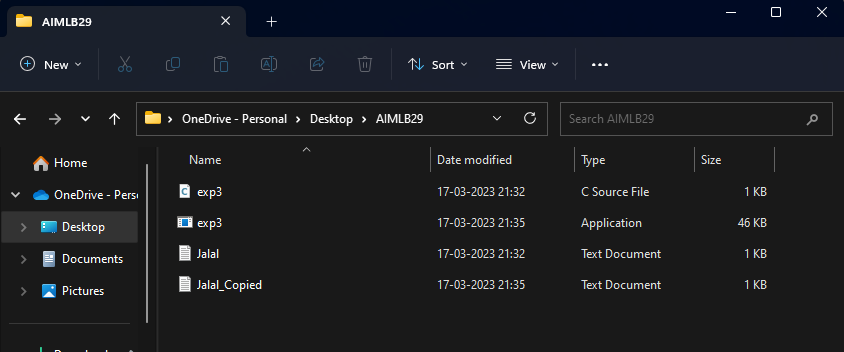 AIMLB29
New
Sort
View
OneDrive - Personal > Desktop > AIMLB29
Search AIMLB29
Home
OneDrive - Pers
Desktop
Documents
Pictures
Name Date modified Type Size
exp3 17-03-2023 21:32 C Source File 1 KB
exp3 17-03-2023 21:35 Application 46 KB
Jalal 17-03-2023 21:32 Text Document 1 KB
Jalal_Copied 17-03-2023 21:35 Text Document 1 KB